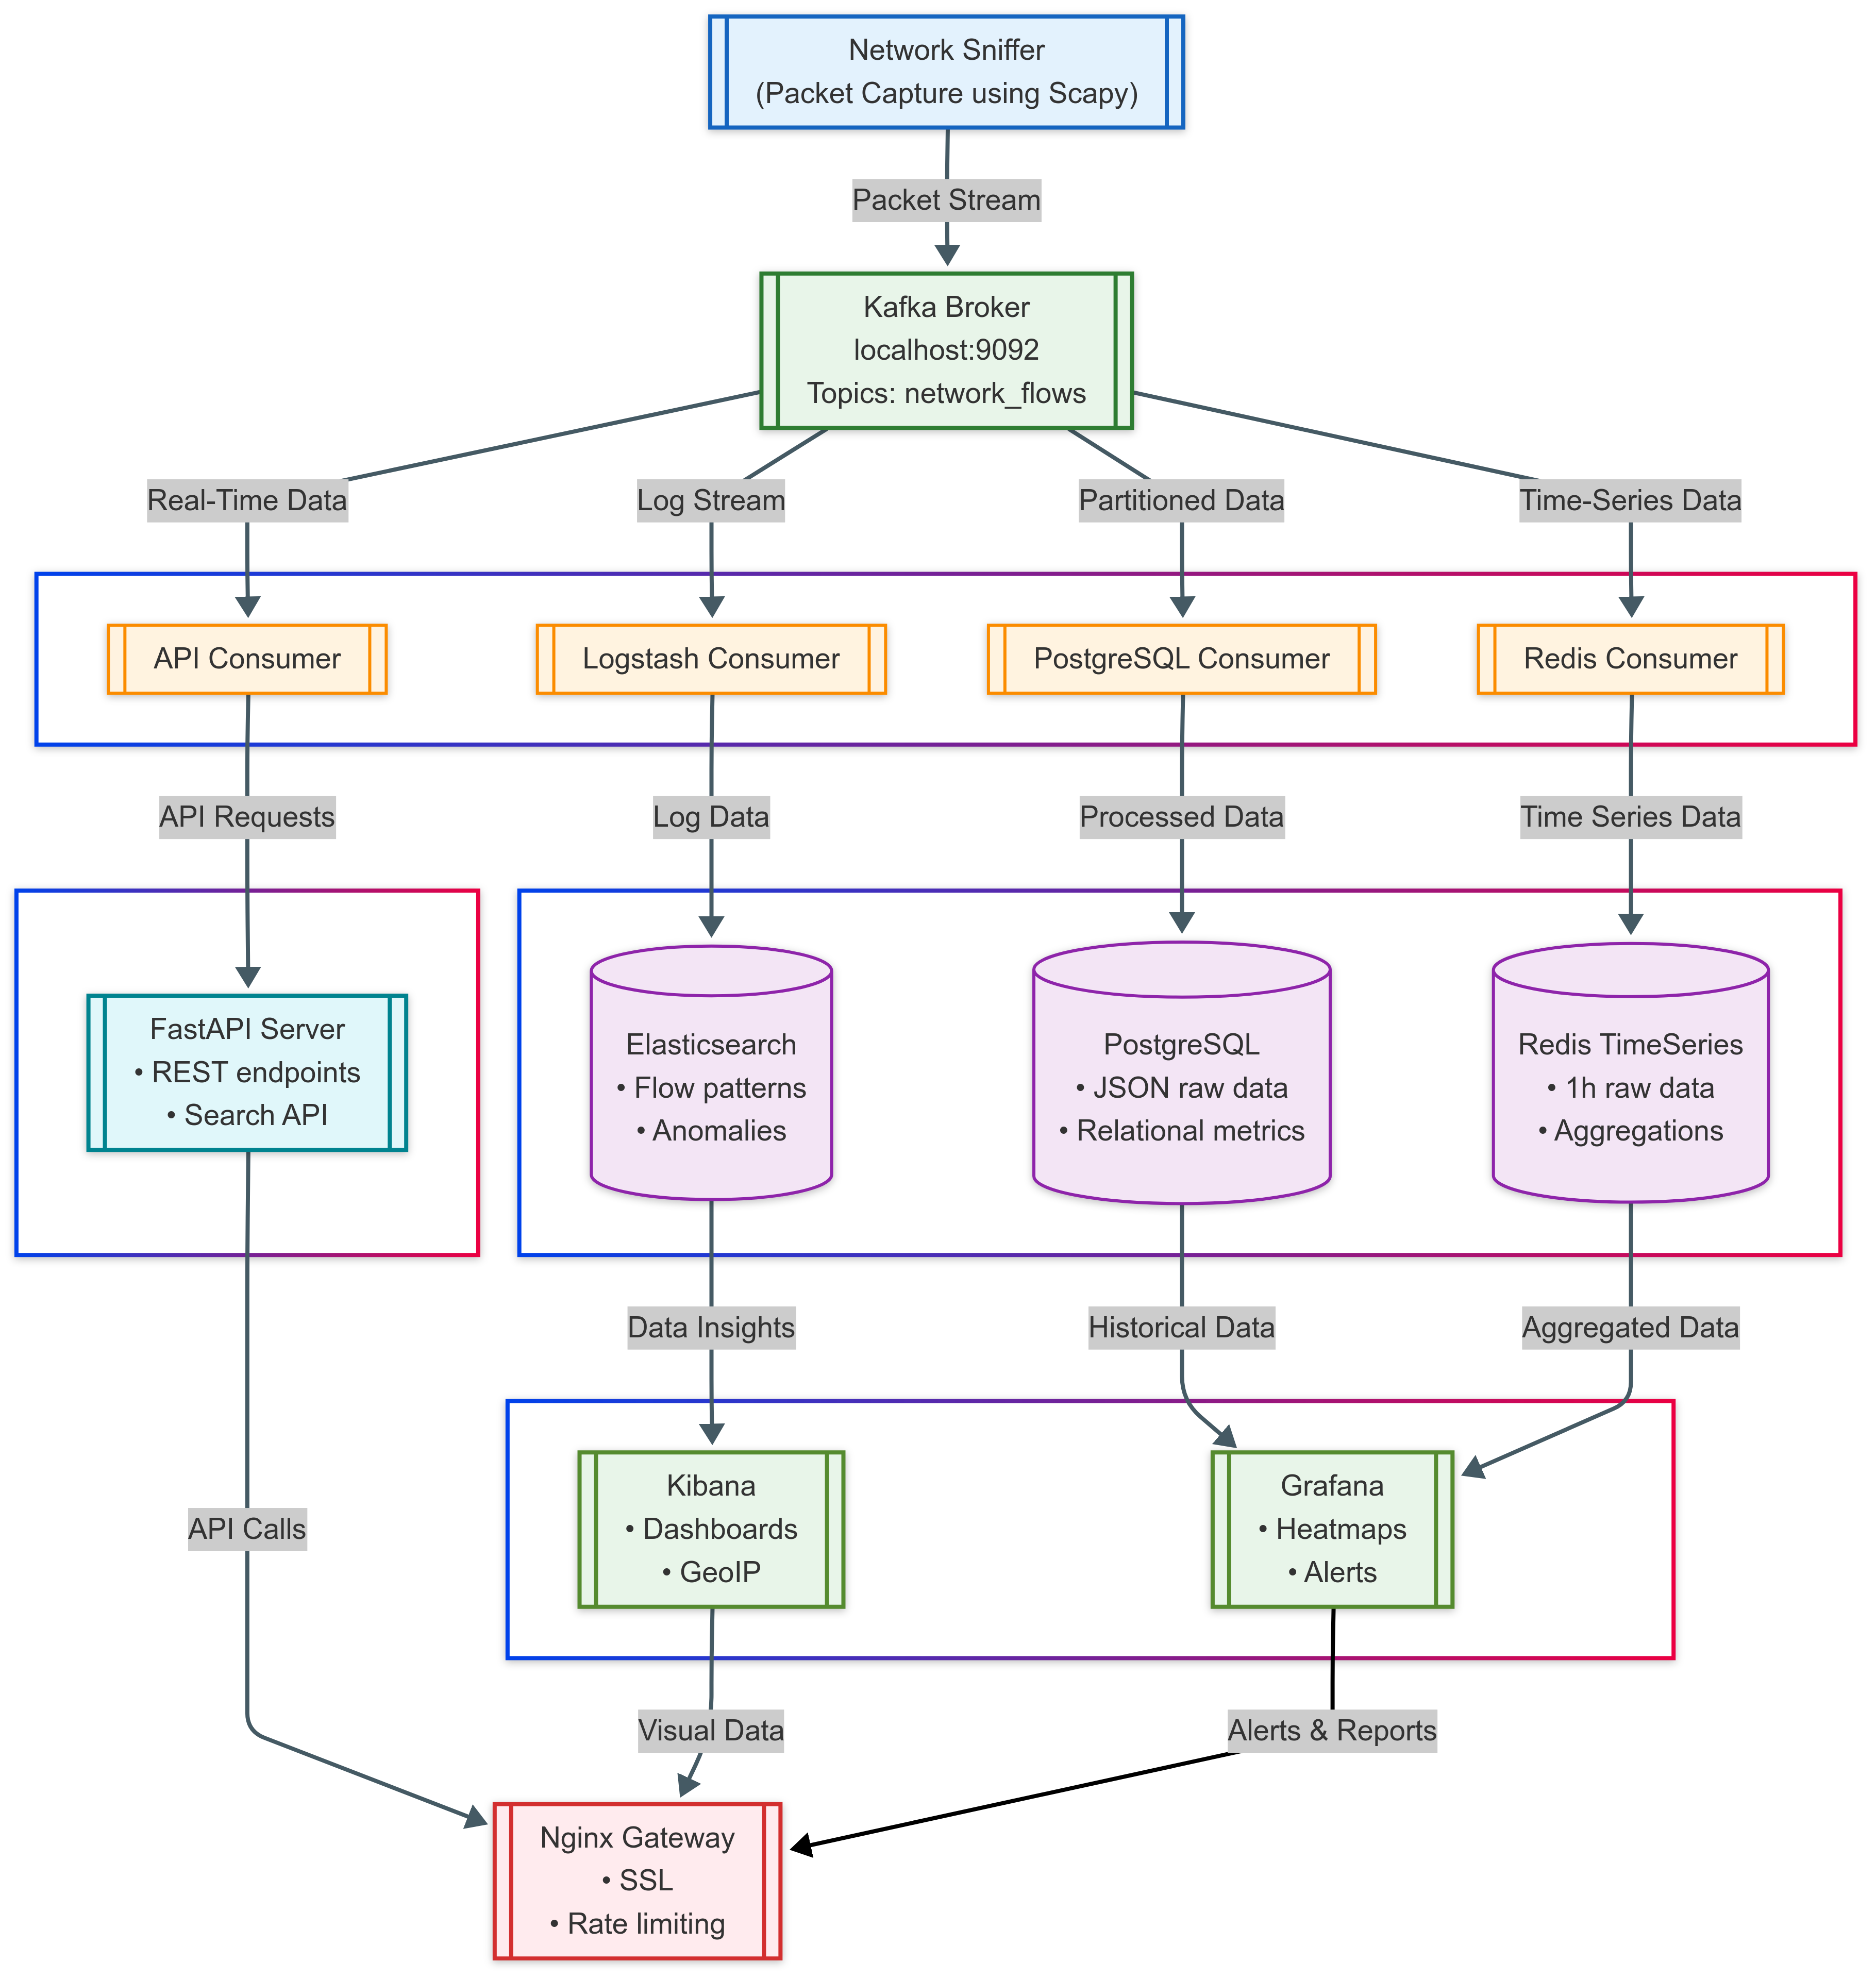 Network Sniffer
(Packet Capture using Scapy)
Packet Stream
Kafka Broker
localhost:9092
Topics: network_flows
Real-Time Data
Log Stream
Partitioned Data
Time-Series Data
API Consumer
Logstash Consumer
PostgreSQL Consumer
Redis Consumer
API Requests
Log Data
Processed Data
Time Series Data
FastAPI Server
• REST endpoints
• Search API
Elasticsearch
• Flow patterns
• Anomalies
PostgreSQL
• JSON raw data
• Relational metrics
Redis TimeSeries
• 1h raw data
• Aggregations
Data Insights
Historical Data
Aggregated Data
API Calls
Kibana
• Dashboards
• GeoIP
Grafana
• Heatmaps
• Alerts
Visual Data
Alerts & Reports
Nginx Gateway
• SSL
• Rate limiting